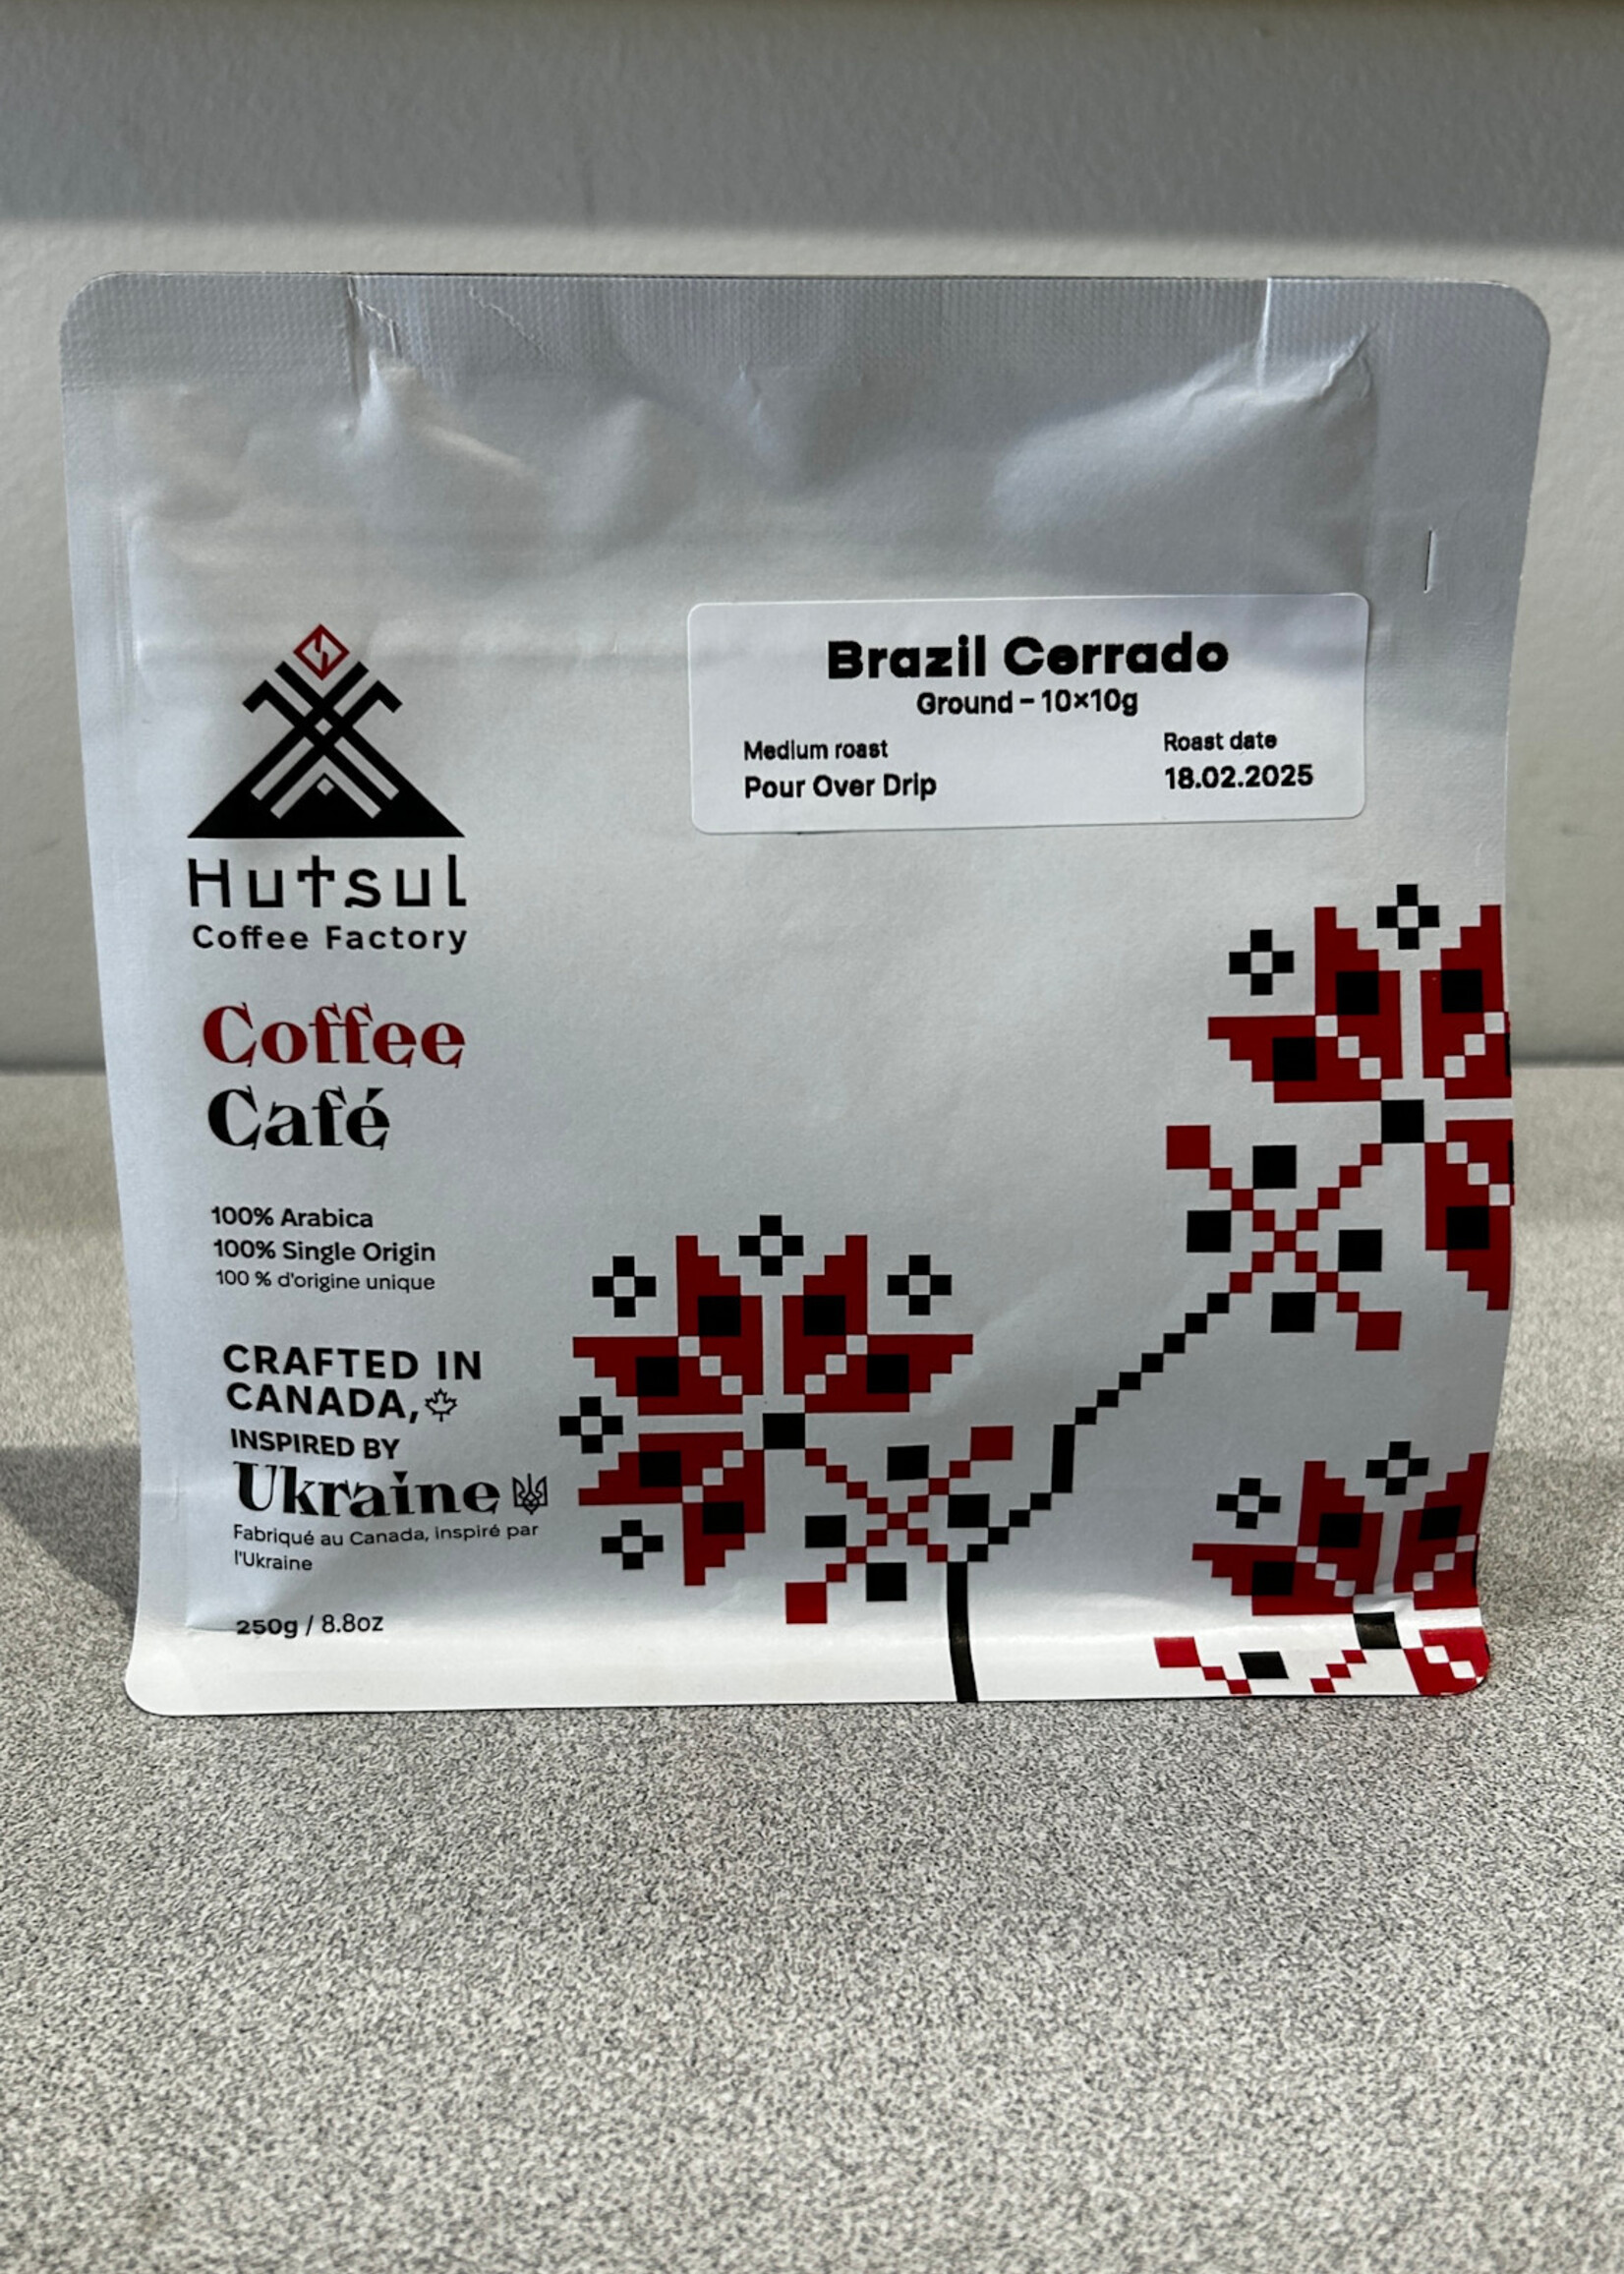 Brazil Cerrado
Ground – 10×10g
Medium roast
Pour Over Drip
Roast date
18.02.2025
Hutsul
Coffee Factory
Coffee
Café
100% Arabica
100% Single Origin
100 % d'origine unique
CRAFTED IN
CANADA,
INSPIRED BY
Ukraine
Fabriqué au Canada, inspiré par
l'Ukraine
250g / 8.8oz